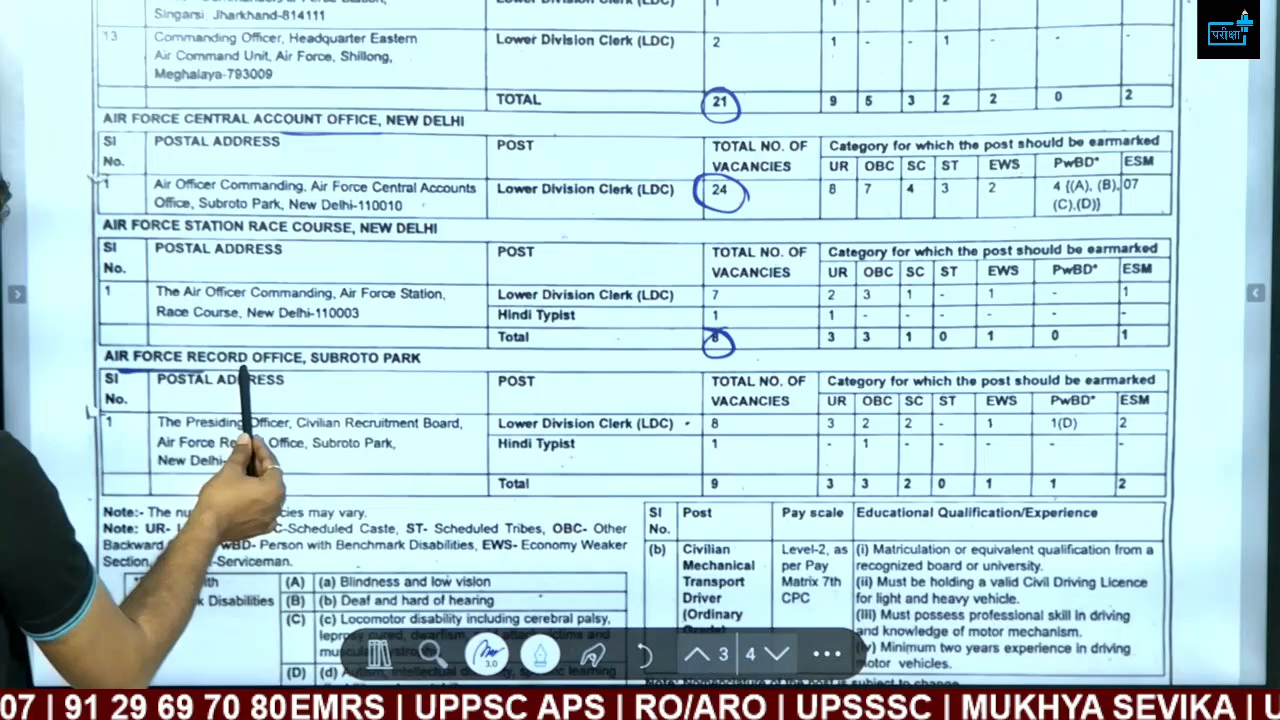 परीक्षा
Singarsi, Jharkhand-814111
Lower Division Clerk (LDC) 1 1 - - - - -
13 Commanding Officer, Headquarter Eastern Air Command Unit, Air Force, Shillong, Meghalaya-793009 Lower Division Clerk (LDC) 2 1 - - 1 - - -
TOTAL 21 9 5 3 2 2 0 2
AIR FORCE CENTRAL ACCOUNT OFFICE, NEW DELHI
SI No. POSTAL ADDRESS POST TOTAL NO. OF VACANCIES Category for which the post should be earmarked
UR OBC SC ST EWS PwBD* ESM
1 Air Officer Commanding, Air Force Central Accounts Office, Subroto Park, New Delhi-110010 Lower Division Clerk (LDC) 24 8 7 4 3 2 4 {(A), (B), (C),(D)} 07
AIR FORCE STATION RACE COURSE, NEW DELHI
SI No. POSTAL ADDRESS POST TOTAL NO. OF VACANCIES Category for which the post should be earmarked
UR OBC SC ST EWS PwBD* ESM
1 The Air Officer Commanding, Air Force Station, Race Course, New Delhi-110003 Lower Division Clerk (LDC) 7 2 3 1 - 1 - 1
Hindi Typist 1 1 - - - - - -
Total 8 3 3 1 0 1 0 1
AIR FORCE RECORD OFFICE, SUBROTO PARK
SI No. POSTAL ADDRESS POST TOTAL NO. OF VACANCIES Category for which the post should be earmarked
UR OBC SC ST EWS PwBD* ESM
1 The Presiding Officer, Civilian Recruitment Board, Air Force Office, Subroto Park, New Delhi- Lower Division Clerk (LDC) 8 3 2 2 - 1 1(D) 2
Hindi Typist 1 - 1 - - - - -
Total 9 3 3 2 0 1 1 2
Note:- The may vary.
Note: UR- -Scheduled Caste, ST- Scheduled Tribes, OBC- Other
Backward - Person with Benchmark Disabilities, EWS- Economy Weaker
Section, -Serviceman.
Disabilities
(A) (a) Blindness and low vision
(B) (b) Deaf and hard of hearing
(C) (c) Locomotor disability including cerebral palsy,
(D) (d)
SI No. Post Pay scale Educational Qualification/Experience
(b) Civilian Mechanical Transport Driver (Ordinary Level-2, as per Pay Matrix 7th CPC
(i) Matriculation or equivalent qualification from a
recognized board or university.
(ii) Must be holding a valid Civil Driving Licence
for light and heavy vehicle.
(iii) Must possess professional skill in driving
and knowledge of motor mechanism.
Minimum two years experience in driving
motor vehicles.
3.0
3 4
07 | 91 29 69 70 80 EMRS | UPPSC APS | RO/ARO | UPSSSC | MUKHYA SEVIKA | U